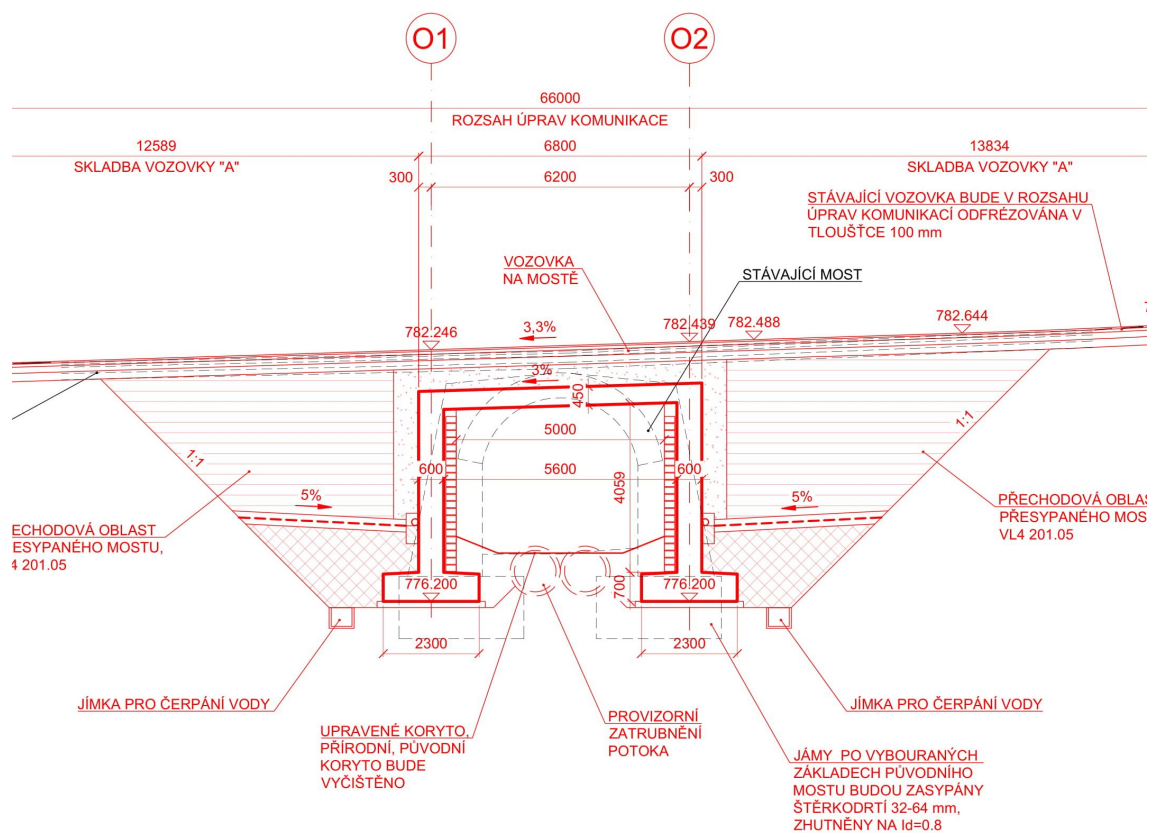 O1
O2
66000
ROZSAH ÚPRAV KOMUNIKACE
12589
6800
13834
SKLADBA VOZOVKY "A"
SKLADBA VOZOVKY "A"
300
6200
300
STÁVAJÍCÍ VOZOVKA BUDE V ROZSAHU
ÚPRAV KOMUNIKACÍ ODFRÉZOVÁNA V
TLOUŠŤCE 100 mm
VOZOVKA
NA MOSTĚ
STÁVAJÍCÍ MOST
782.246
3,3%
782.439
782.488
782.644
3%
450
5000
1:1
1:1
600
5600
600
4059
5%
5%
ECHODOVÁ OBLAST
ESYPANÉHO MOSTU,
4 201.05
PŘECHODOVÁ OBLAS
PŘESYPANÉHO MOS
VL4 201.05
776.200
700
776.200
2300
2300
JÍMKA PRO ČERPÁNÍ VODY
JÍMKA PRO ČERPÁNÍ VODY
UPRAVENÉ KORYTO,
PŘÍRODNÍ, PŮVODNÍ
KORYTO BUDE
VYČIŠTĚNO
PROVIZORNÍ
ZATRUBNĚNÍ
POTOKA
JÁMY PO VYBOURANÝCH
ZÁKLADECH PŮVODNÍHO
MOSTU BUDOU ZASYPÁNY
ŠTĚRKODRTÍ 32-64 mm,
ZHUTNĚNY NA Id=0.8